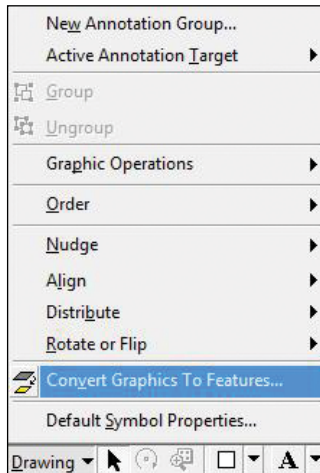 New Annotation Group...
Active Annotation Target
Group
Ungroup
Graphic Operations
Order
Nudge
Align
Distribute
Rotate or Flip
Convert Graphics To Features...
Default Symbol Properties...
Drawing A